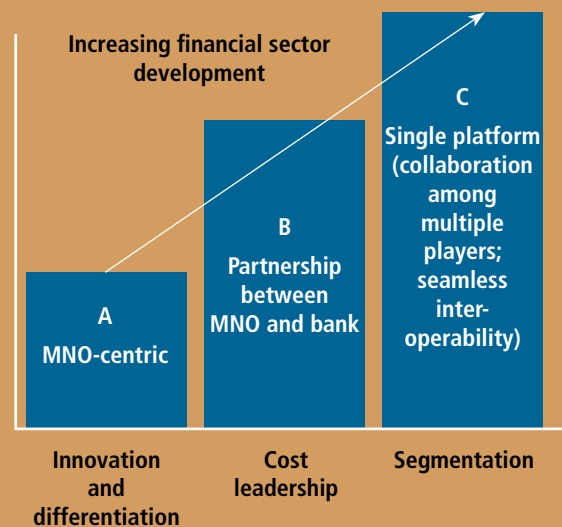 Increasing financial sector
development
A
MNO-centric
B
Partnership
between
MNO and bank
C
Single platform
(collaboration
among
multiple
players;
seamless
inter-
operability)
Innovation
and
differentiation
Cost
leadership
Segmentation